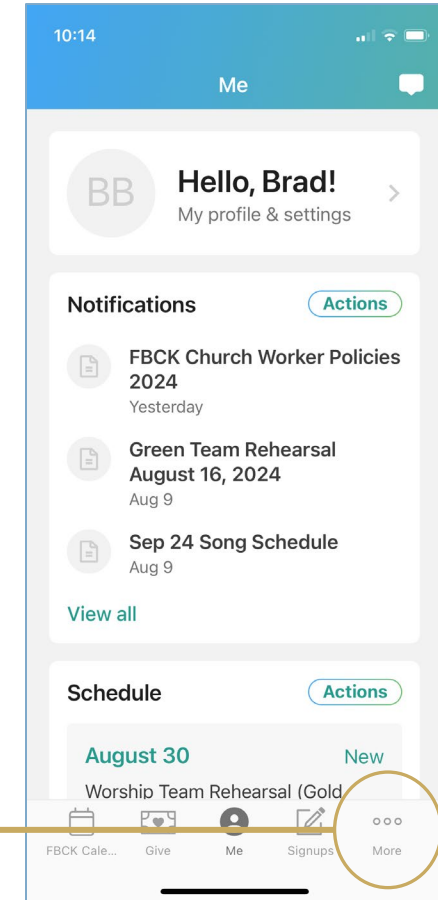 10:14
Me
BB
Hello, Brad!
My profile & settings
Notifications
Actions
FBCK Church Worker Policies
2024
Yesterday
Green Team Rehearsal
August 16, 2024
Aug 9
Sep 24 Song Schedule
Aug 9
View all
Schedule
Actions
August 30
New
Worship Team Rehearsal (Gold
FBCK Cale...
Give
Me
Signups
More